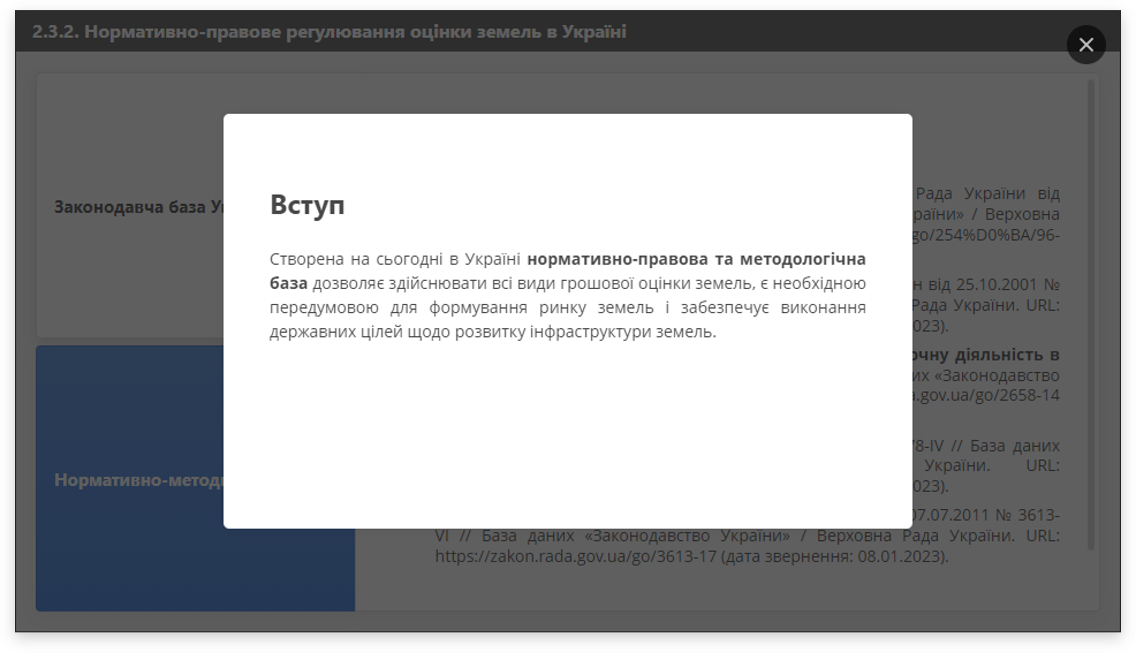 2.3.2. Нормативно-правове регулювання оцінки земель в Україні
Законодавча база
Рада України від
/ Верховна
go/254%D0%BA/96-
Вступ
Створена на сьогодні в Україні нормативно-правова та методологічна
база дозволяє здійснювати всі види грошової оцінки земель, є необхідною
передумовою для формування ринку земель і забезпечує виконання
державних цілей щодо розвитку інфраструктури земель.
від 25.10.2001 №
Рада України. URL:
023).
діяльність в
«Законодавство
.gov.ua/go/2658-14
Нормативно-метод
78-IV // База даних
України. URL:
023).
07.07.2011 № 3613-
VI // База даних «Законодавство України» / Верховна Рада України. URL:
https://zakon.rada.gov.ua/go/3613-17 (дата звернення: 08.01.2023).